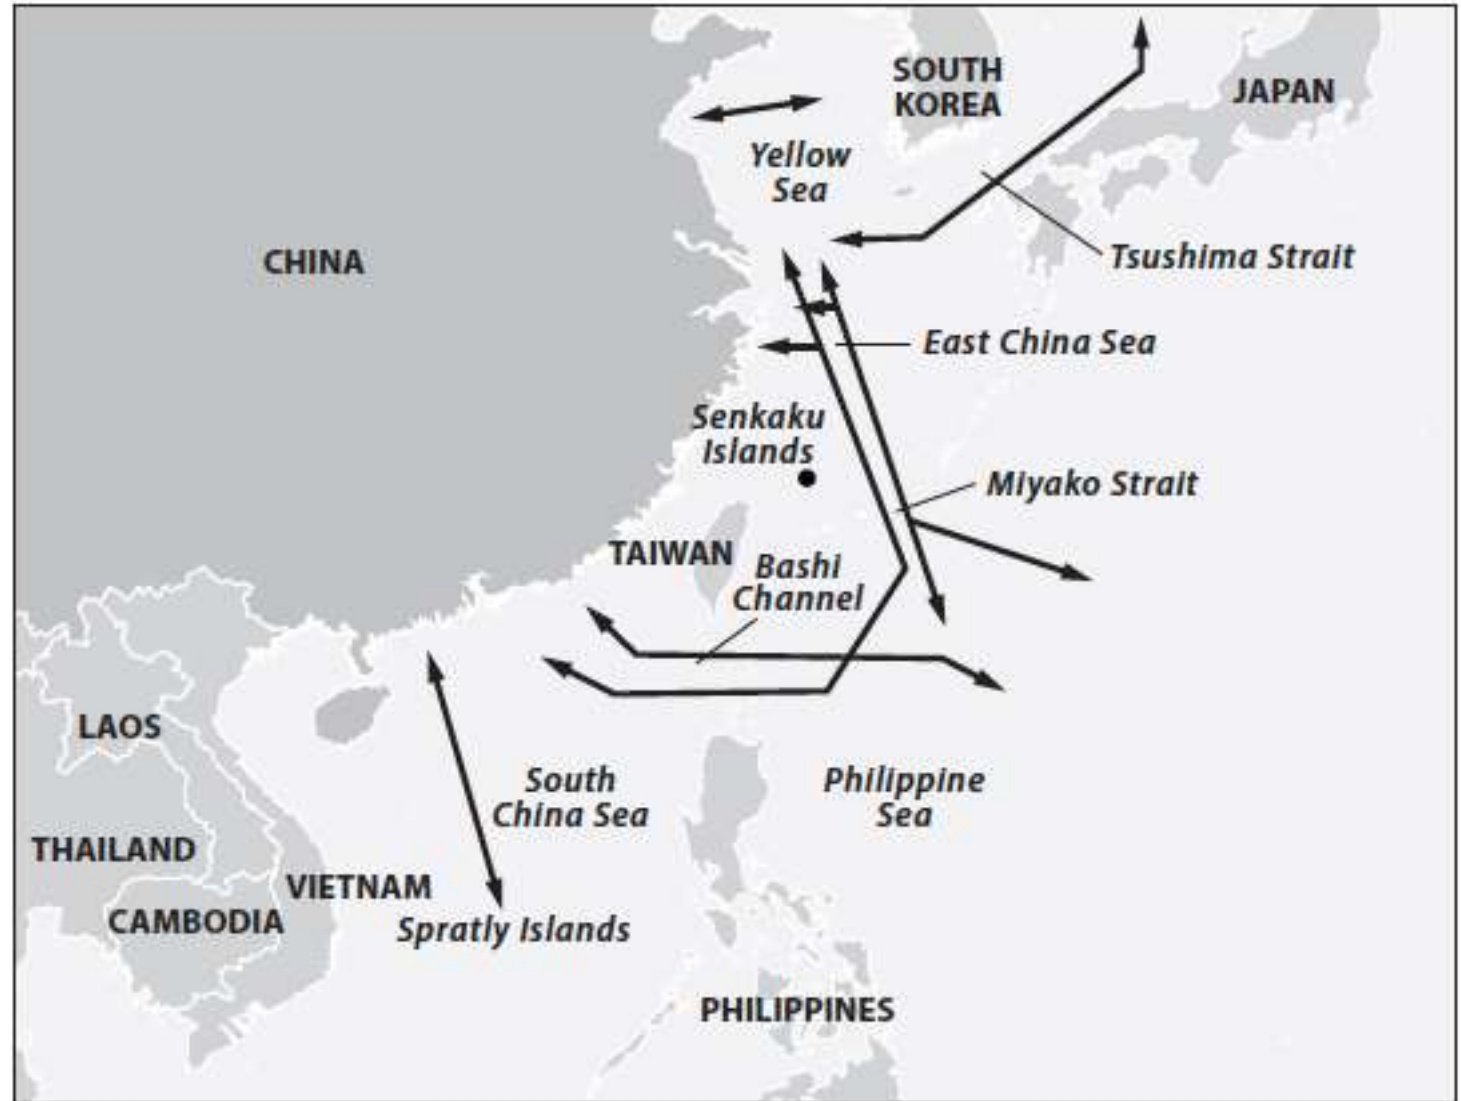 SOUTH
KOREA
JAPAN
Yellow
Sea
CHINA
Tsushima Strait
East China Sea
Senkaku
Islands
Miyako Strait
TAIWAN
Bashi
Channel
LAOS
South
China Sea
Philippine
Sea
THAILAND
VIETNAM
CAMBODIA
Spratly Islands
PHILIPPINES